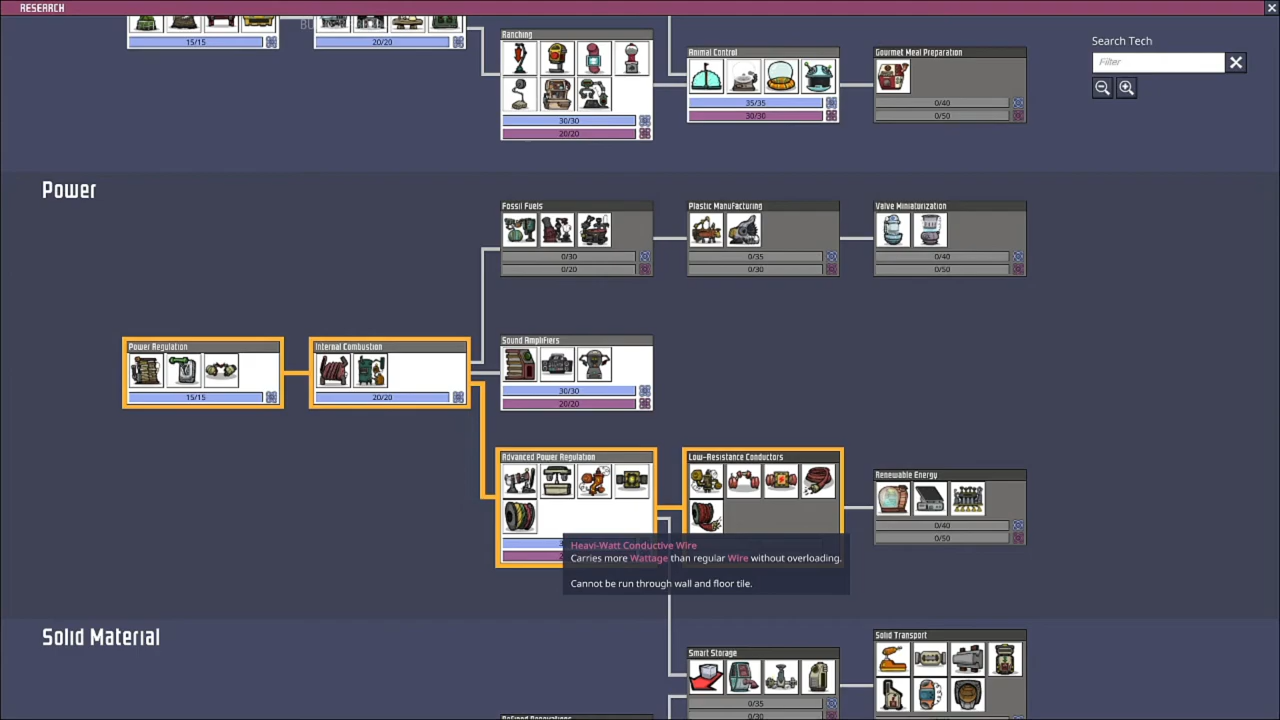 RESEARCH
15/15
20/20
Ranching
30/30
20/20
Animal Control
35/35
30/30
Gourmet Meal Preparation
0/40
0/50
Search Tech
Filter
Power
Fossil Fuels
0/30
0/20
Plastic Manufacturing
0/35
0/30
Valve Miniaturization
0/40
0/50
Power Regulation
15/15
Internal Combustion
20/20
Sound Amplifiers
30/30
20/20
Advanced Power Regulation
Low-Resistance Conductors
Renewable Energy
0/40
0/50
Heavi-Watt Conductive Wire
Carries more Wattage than regular Wire without overloading.
Cannot be run through wall and floor tile.
Solid Material
Smart Storage
0/35
0/30
Solid Transport